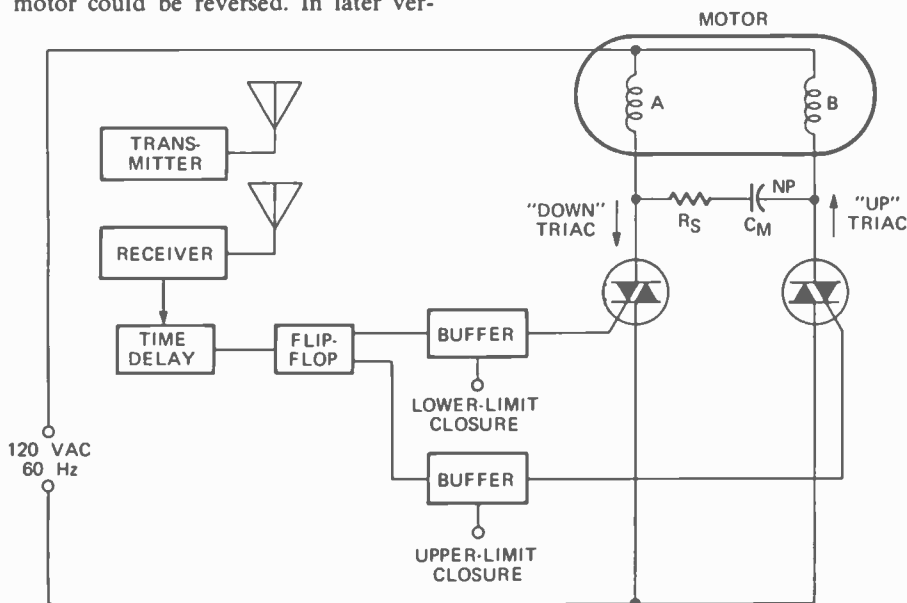 motor could be reversed. In later ver-
MOTOR
A
B
TRANS-
MITTER
"DOWN"
TRIAC
RS
CM
NP
"UP"
TRIAC
RECEIVER
TIME
DELAY
FLIP-
FLOP
BUFFER
LOWER-LIMIT
CLOSURE
120 VAC
60 Hz
BUFFER
UPPER-LIMIT
CLOSURE